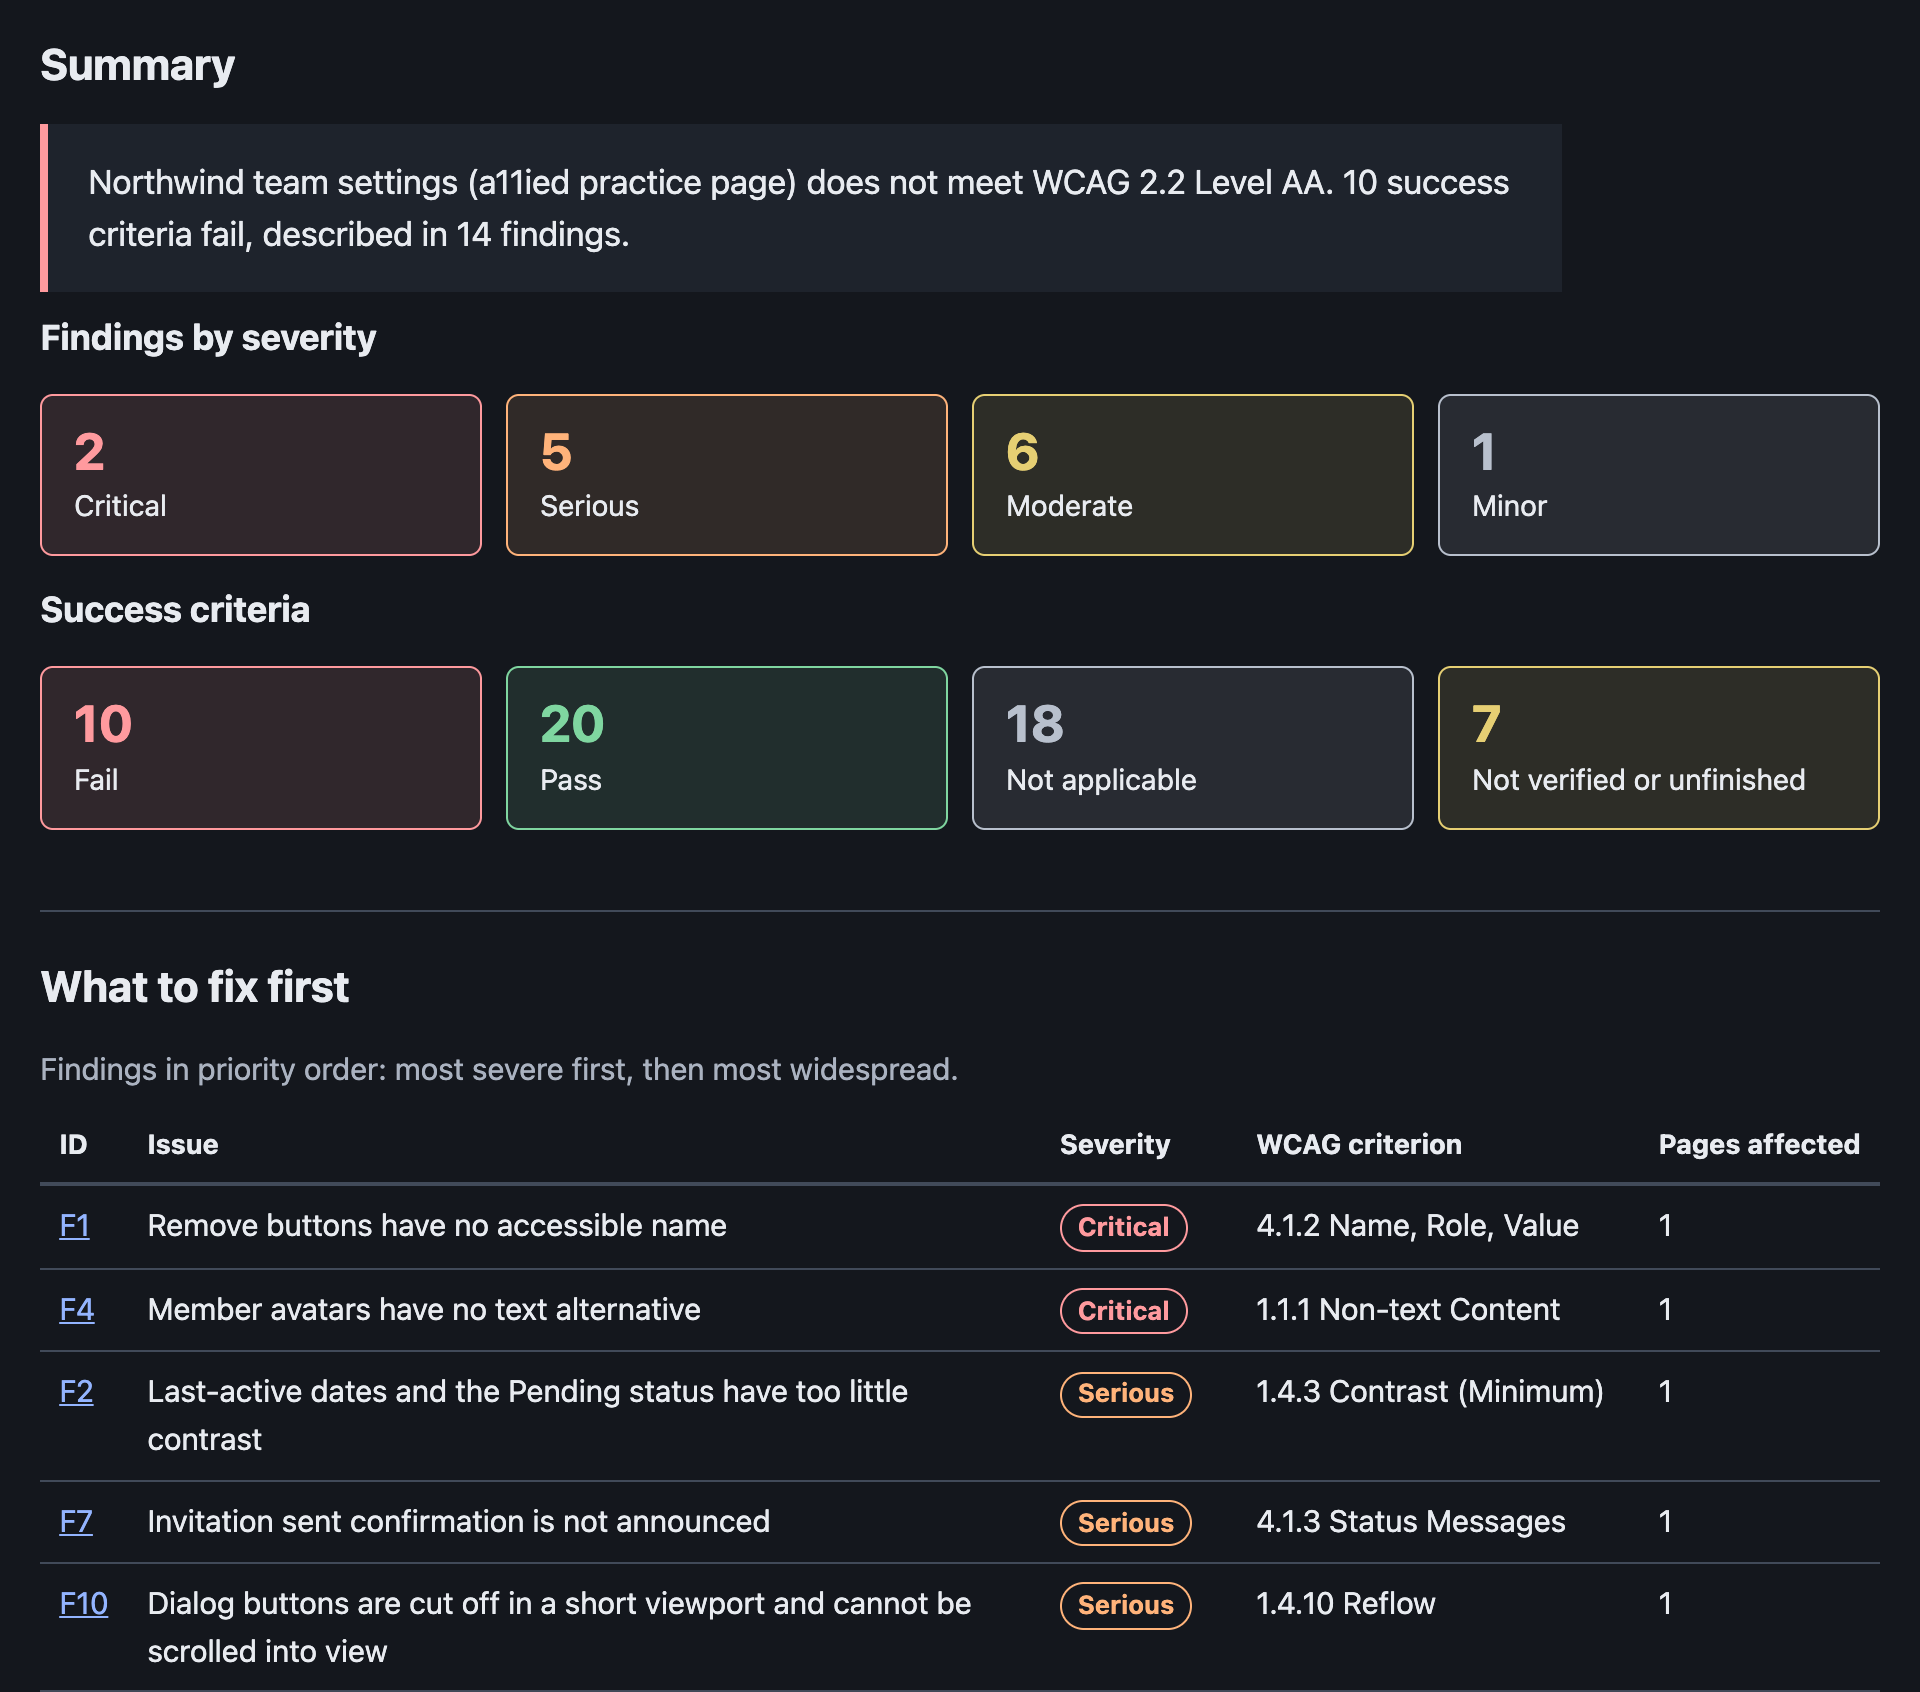 Summary
Northwind team settings (a11ied practice page) does not meet WCAG 2.2 Level AA. 10 success
criteria fail, described in 14 findings.
Findings by severity
2
Critical
5
Serious
6
Moderate
1
Minor
Success criteria
10
Fail
20
Pass
18
Not applicable
7
Not verified or unfinished
What to fix first
Findings in priority order: most severe first, then most widespread.
ID Issue Severity WCAG criterion Pages affected
F1 Remove buttons have no accessible name Critical 4.1.2 Name, Role, Value 1
F4 Member avatars have no text alternative Critical 1.1.1 Non-text Content 1
F2 Last-active dates and the Pending status have too little Serious 1.4.3 Contrast (Minimum) 1
contrast
F7 Invitation sent confirmation is not announced Serious 4.1.3 Status Messages 1
F10 Dialog buttons are cut off in a short viewport and cannot be Serious 1.4.10 Reflow 1
scrolled into view